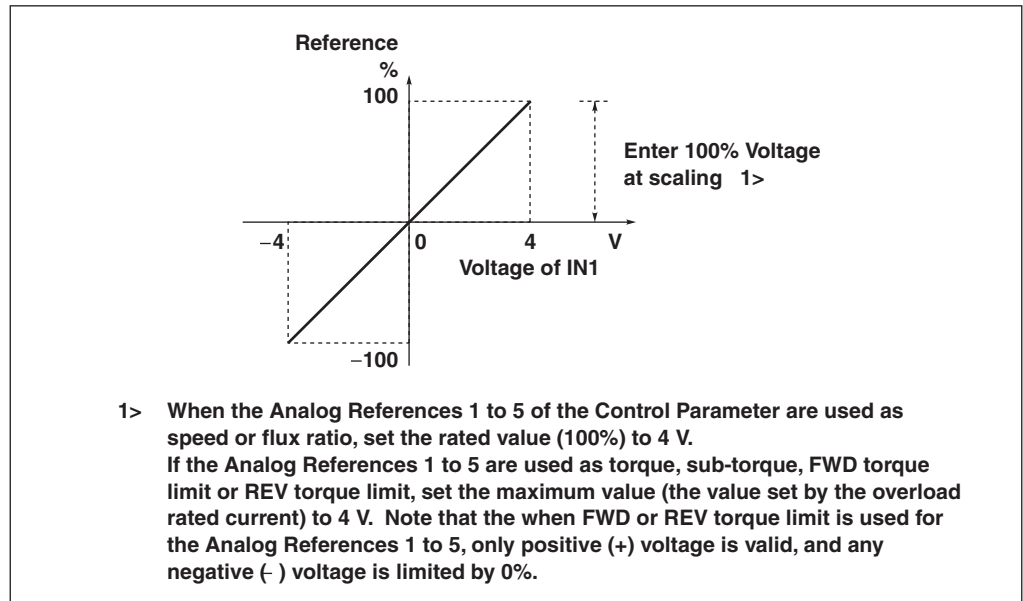 Reference
%
100
Enter 100% Voltage
at scaling 1>
−4
0
4
V
Voltage of IN1
−100
1> When the Analog References 1 to 5 of the Control Parameter are used as
speed or flux ratio, set the rated value (100%) to 4 V.
If the Analog References 1 to 5 are used as torque, sub-torque, FWD torque
limit or REV torque limit, set the maximum value (the value set by the overload
rated current) to 4 V. Note that the when FWD or REV torque limit is used for
the Analog References 1 to 5, only positive (+) voltage is valid, and any
negative (− ) voltage is limited by 0%.